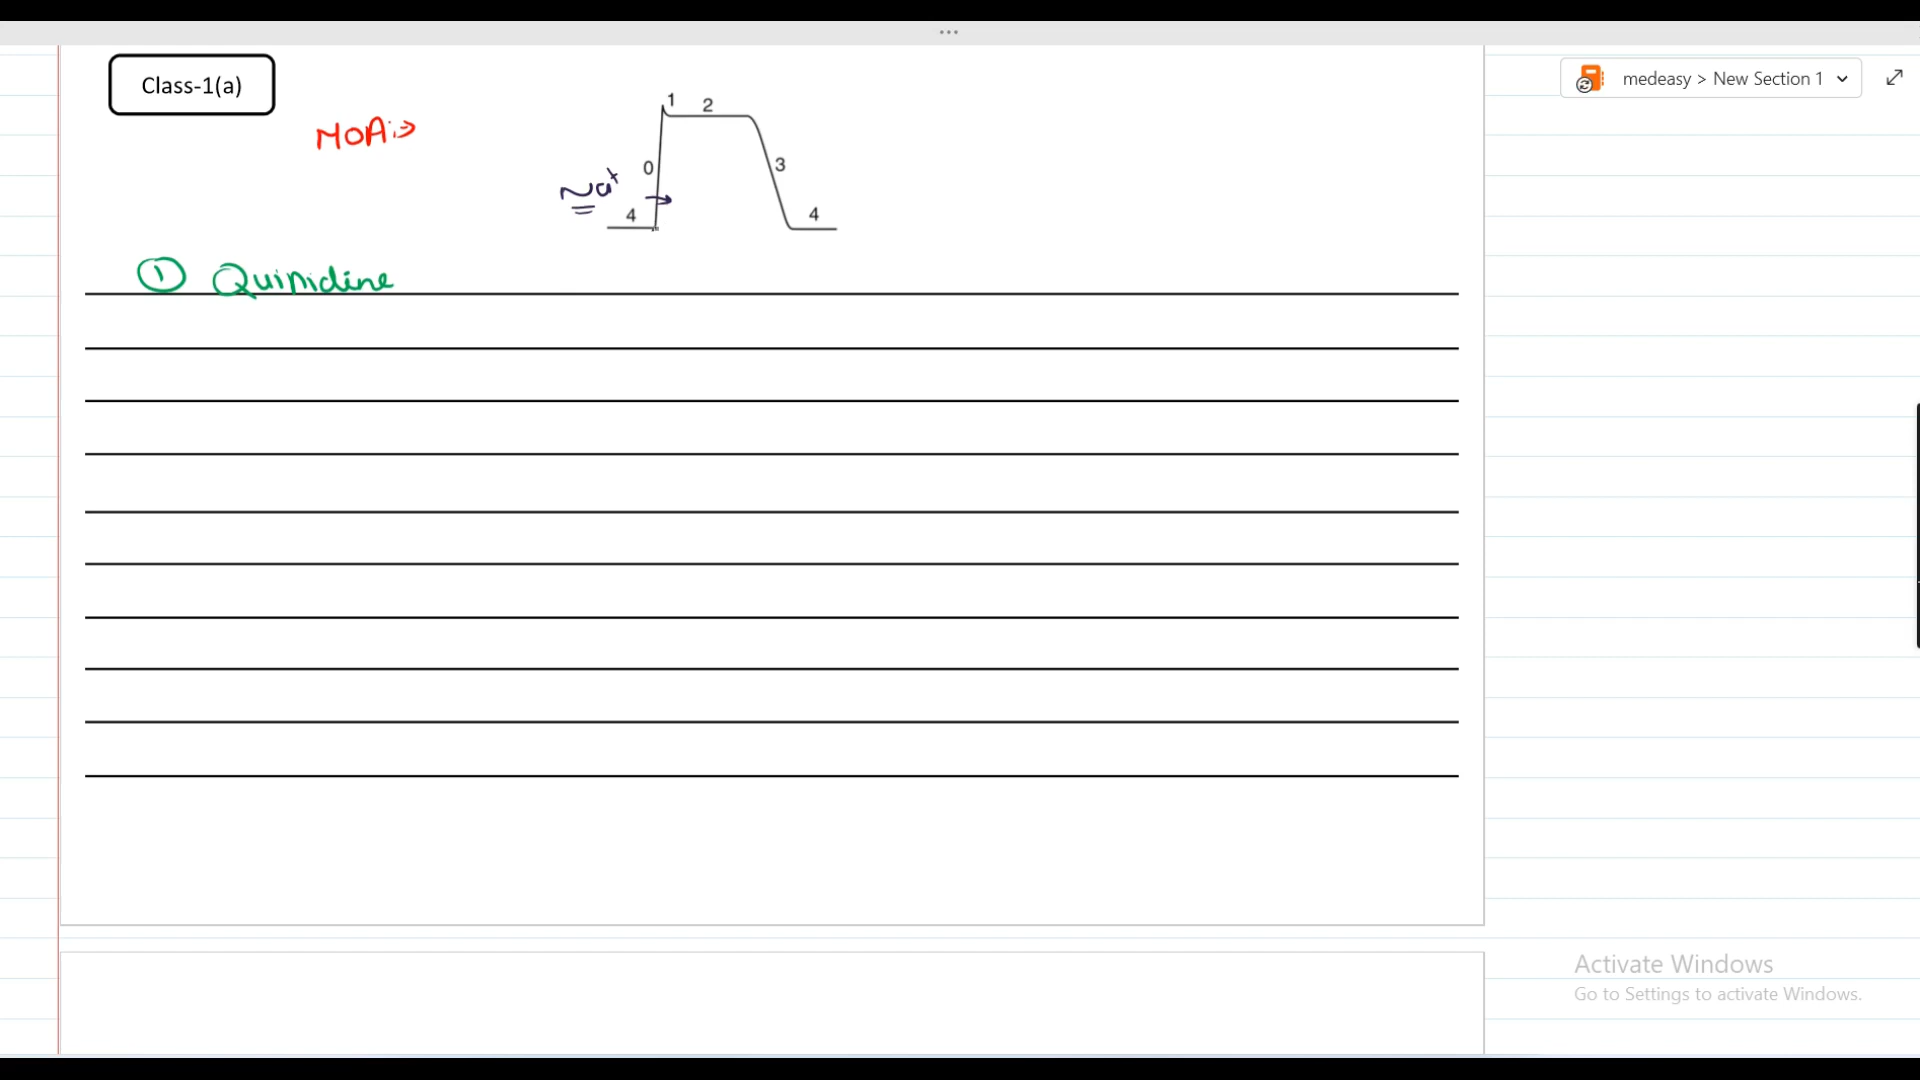 ...
Class-1(a)
medeasy > New Section 1
MOA:->
1
2
0
3
Na+
4
4
① Quinidine
Activate Windows
Go to Settings to activate Windows.